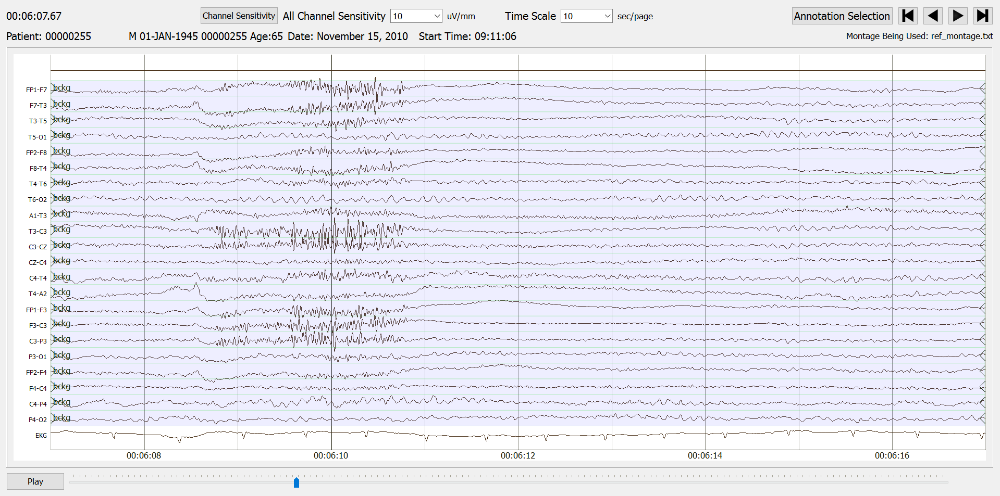 00:06:07.67 Channel Sensitivity All Channel Sensitivity 10 uV/mm Time Scale 10 sec/page Annotation Selection
Patient: 00000255 M 01-JAN-1945 00000255 Age:65 Date: November 15, 2010 Start Time: 09:11:06 Montage Being Used: ref_montage.txt
FP1-F7 bckg
F7-T3 bckg
T3-T5 bckg
T5-O1 bckg
FP2-F8 bckg
F8-T4 bckg
T4-T6 bckg
T6-O2 bckg
A1-T3 bckg
T3-C3 bckg
C3-CZ bckg
CZ-C4 bckg
C4-T4 bckg
T4-A2 bckg
FP1-F3 bckg
F3-C3 bckg
C3-P3 bckg
P3-O1 bckg
FP2-F4 bckg
F4-C4 bckg
C4-P4 bckg
P4-O2 bckg
EKG
00:06:08 00:06:10 00:06:12 00:06:14 00:06:16
Play